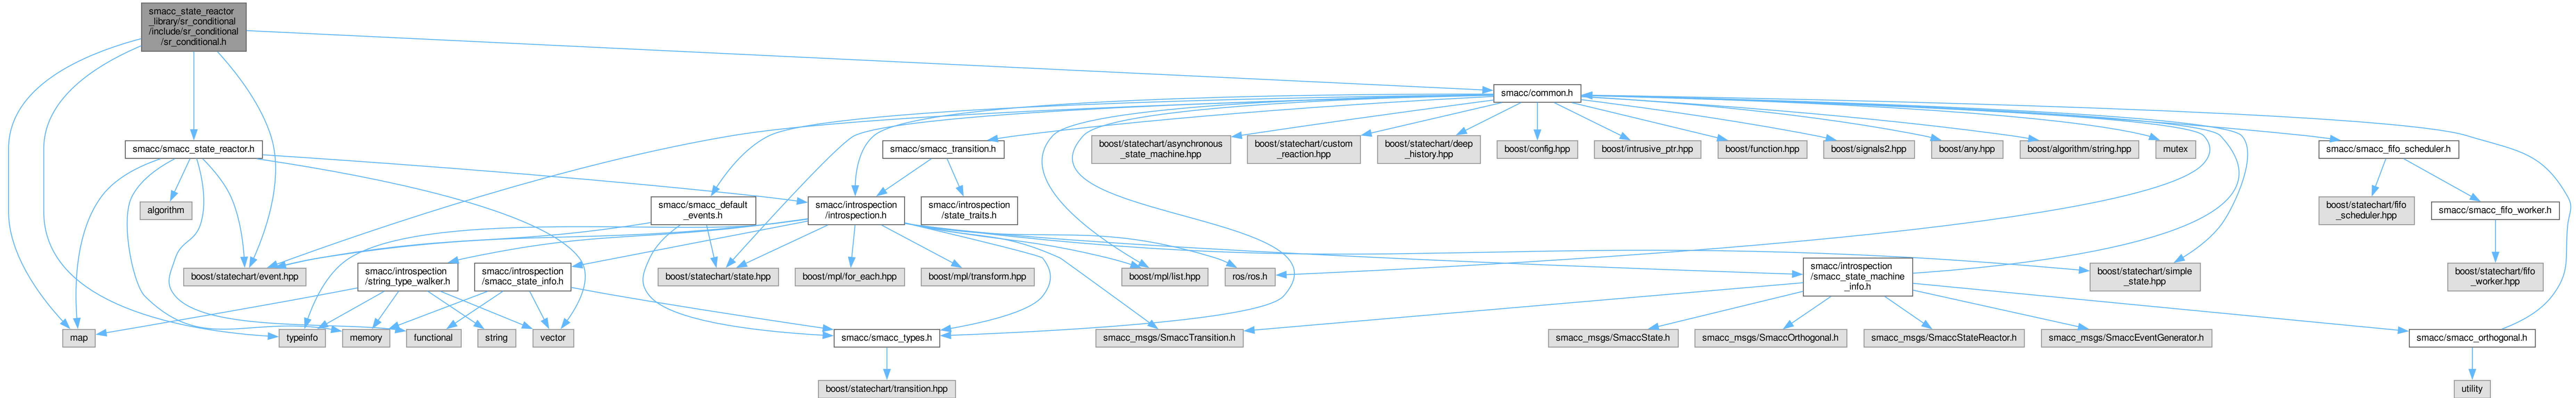 smacc_state_reactor
_library/sr_conditional
/include/sr_conditional
/sr_conditional.h
smacc/common.h
smacc/smacc_state_reactor.h
smacc/smacc_transition.h
boost/statechart/asynchronous
_state_machine.hpp
boost/statechart/custom
_reaction.hpp
boost/statechart/deep
_history.hpp
boost/config.hpp
boost/intrusive_ptr.hpp
boost/function.hpp
boost/signals2.hpp
boost/any.hpp
boost/algorithm/string.hpp
mutex
smacc/smacc_fifo_scheduler.h
algorithm
smacc/smacc_default
_events.h
smacc/introspection
/introspection.h
smacc/introspection
/state_traits.h
boost/statechart/fifo
_scheduler.hpp
smacc/smacc_fifo_worker.h
boost/statechart/event.hpp
smacc/introspection
/string_type_walker.h
smacc/introspection
/smacc_state_info.h
boost/statechart/state.hpp
boost/mpl/for_each.hpp
boost/mpl/transform.hpp
boost/mpl/list.hpp
ros/ros.h
smacc/introspection
/smacc_state_machine
_info.h
boost/statechart/simple
_state.hpp
boost/statechart/fifo
_worker.hpp
map
typeinfo
memory
functional
string
vector
smacc/smacc_types.h
smacc_msgs/SmaccTransition.h
smacc_msgs/SmaccState.h
smacc_msgs/SmaccOrthogonal.h
smacc_msgs/SmaccStateReactor.h
smacc_msgs/SmaccEventGenerator.h
smacc/smacc_orthogonal.h
boost/statechart/transition.hpp
utility